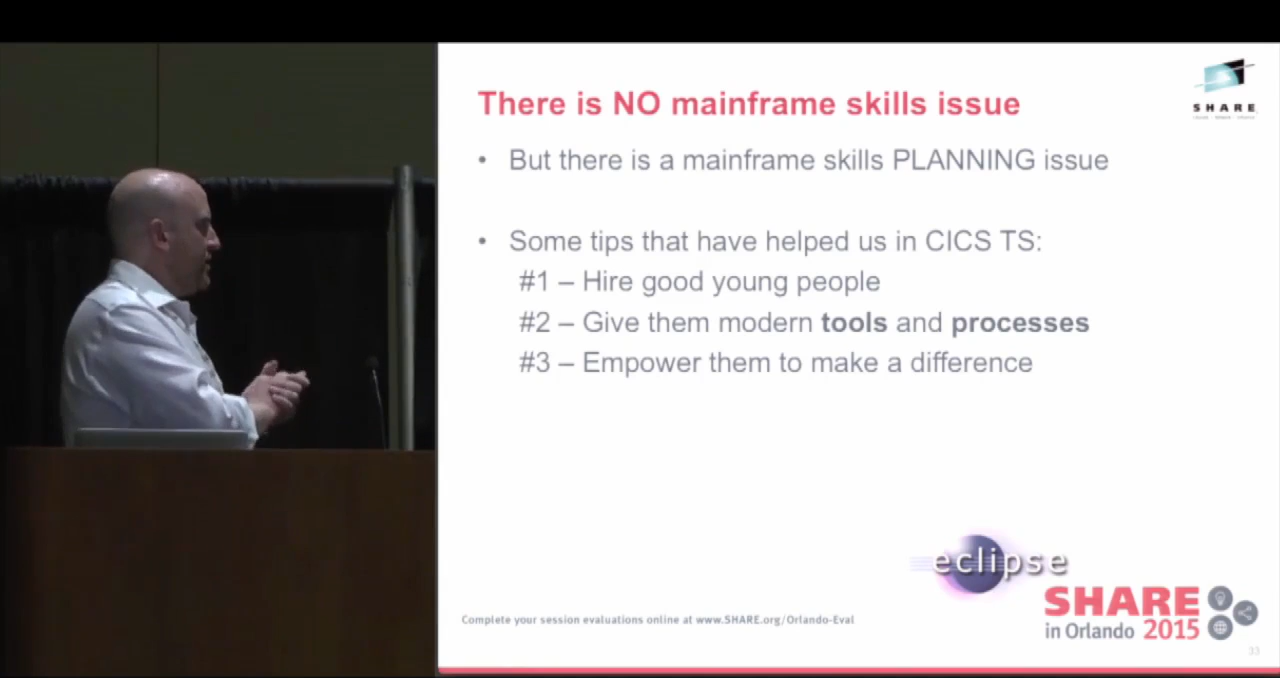 SHARE
There is NO mainframe skills issue
• But there is a mainframe skills PLANNING issue
• Some tips that have helped us in CICS TS:
#1 – Hire good young people
#2 – Give them modern tools and processes
#3 – Empower them to make a difference
eclipse
SHARE
in Orlando 2015
Complete your session evaluations online at www.SHARE.org/Orlando-Eval
33